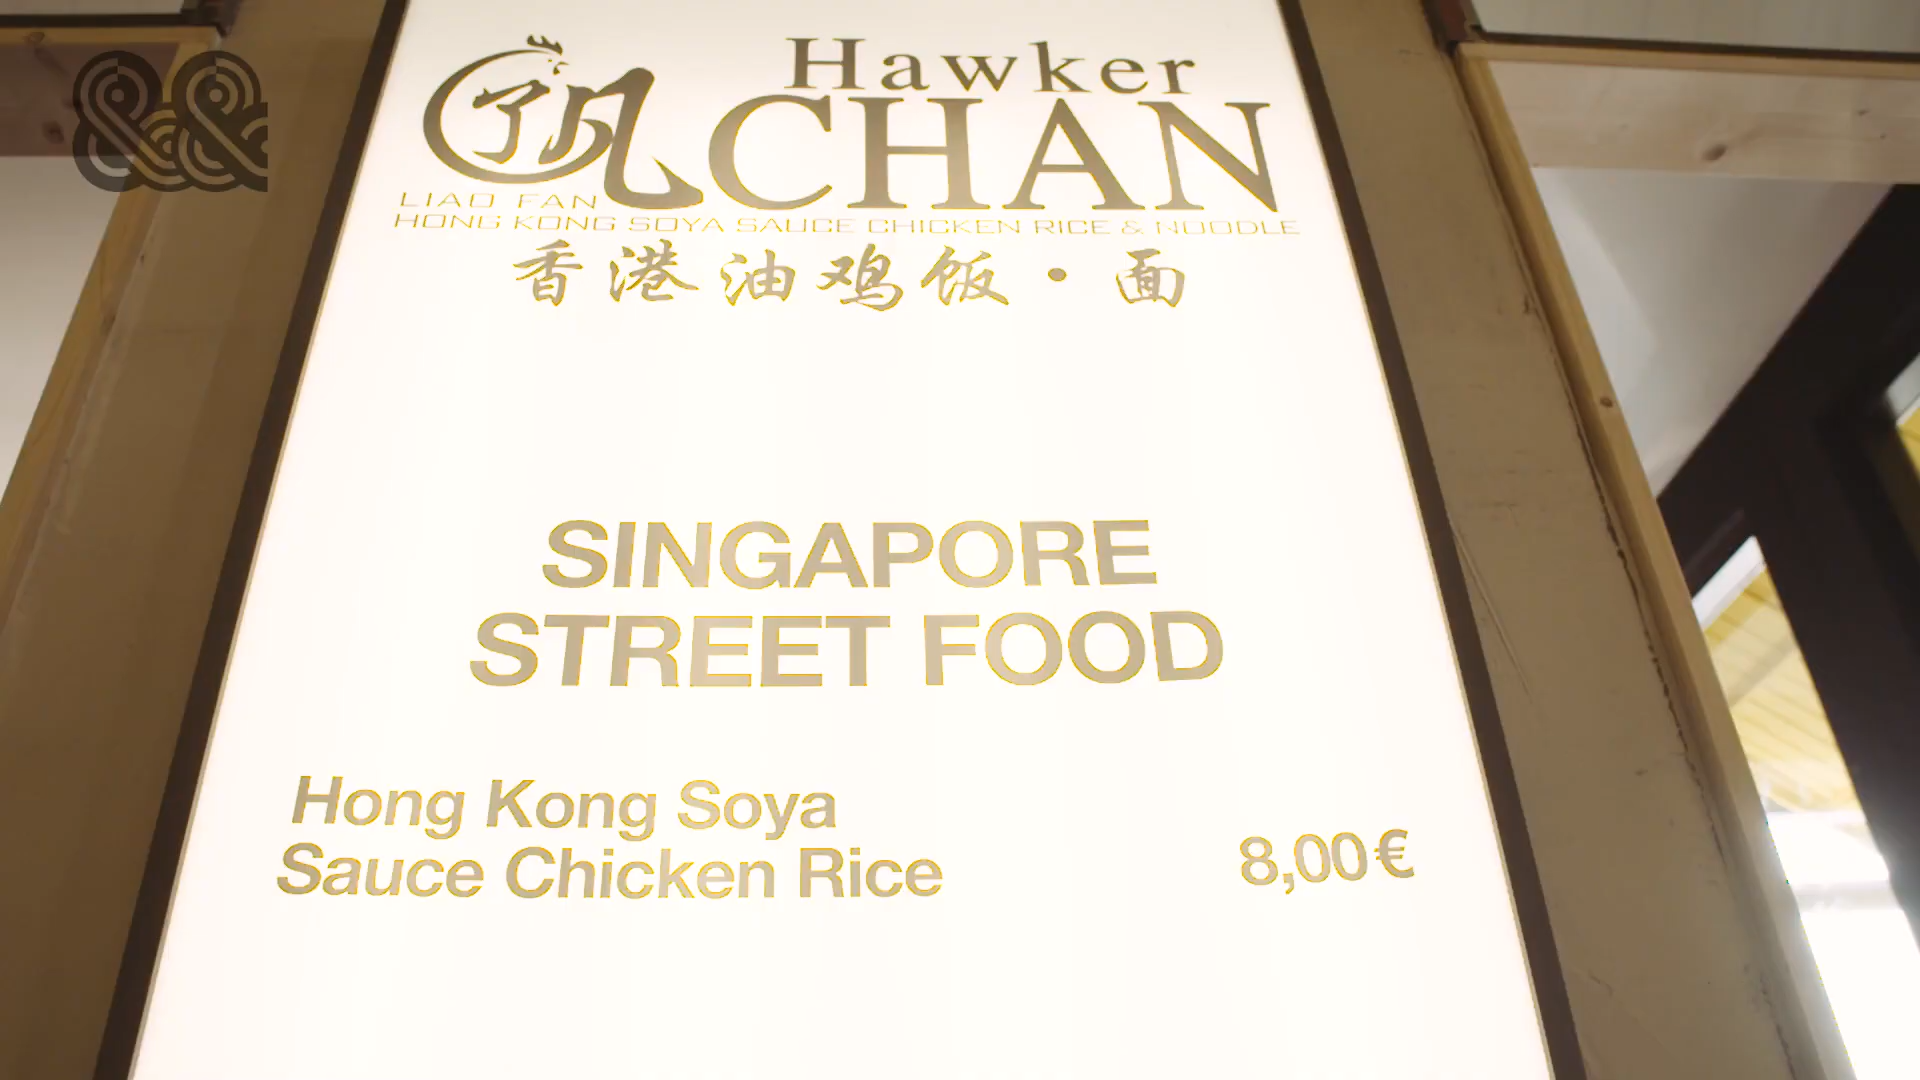 了凡
Hawker
CHAN
LIAO FAN
HONG KONG SOYA SAUCE CHICKEN RICE & NOODLE
香港油鸡饭・面
SINGAPORE
STREET FOOD
Hong Kong Soya
Sauce Chicken Rice
8,00€